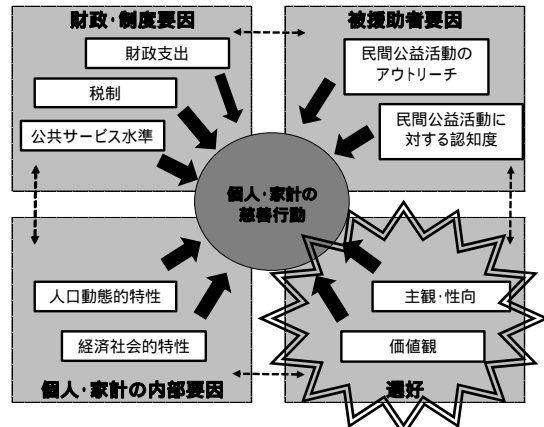 財政・制度要因
財政支出
税制
公共サービス水準
被援助者要因
民間公益活動の
アウトリーチ
民間公益活動に
対する認知度
個人・家計の
慈善行動
人口動態的特性
経済社会的特性
個人・家計の内部要因
主観・性向
価値観
選好